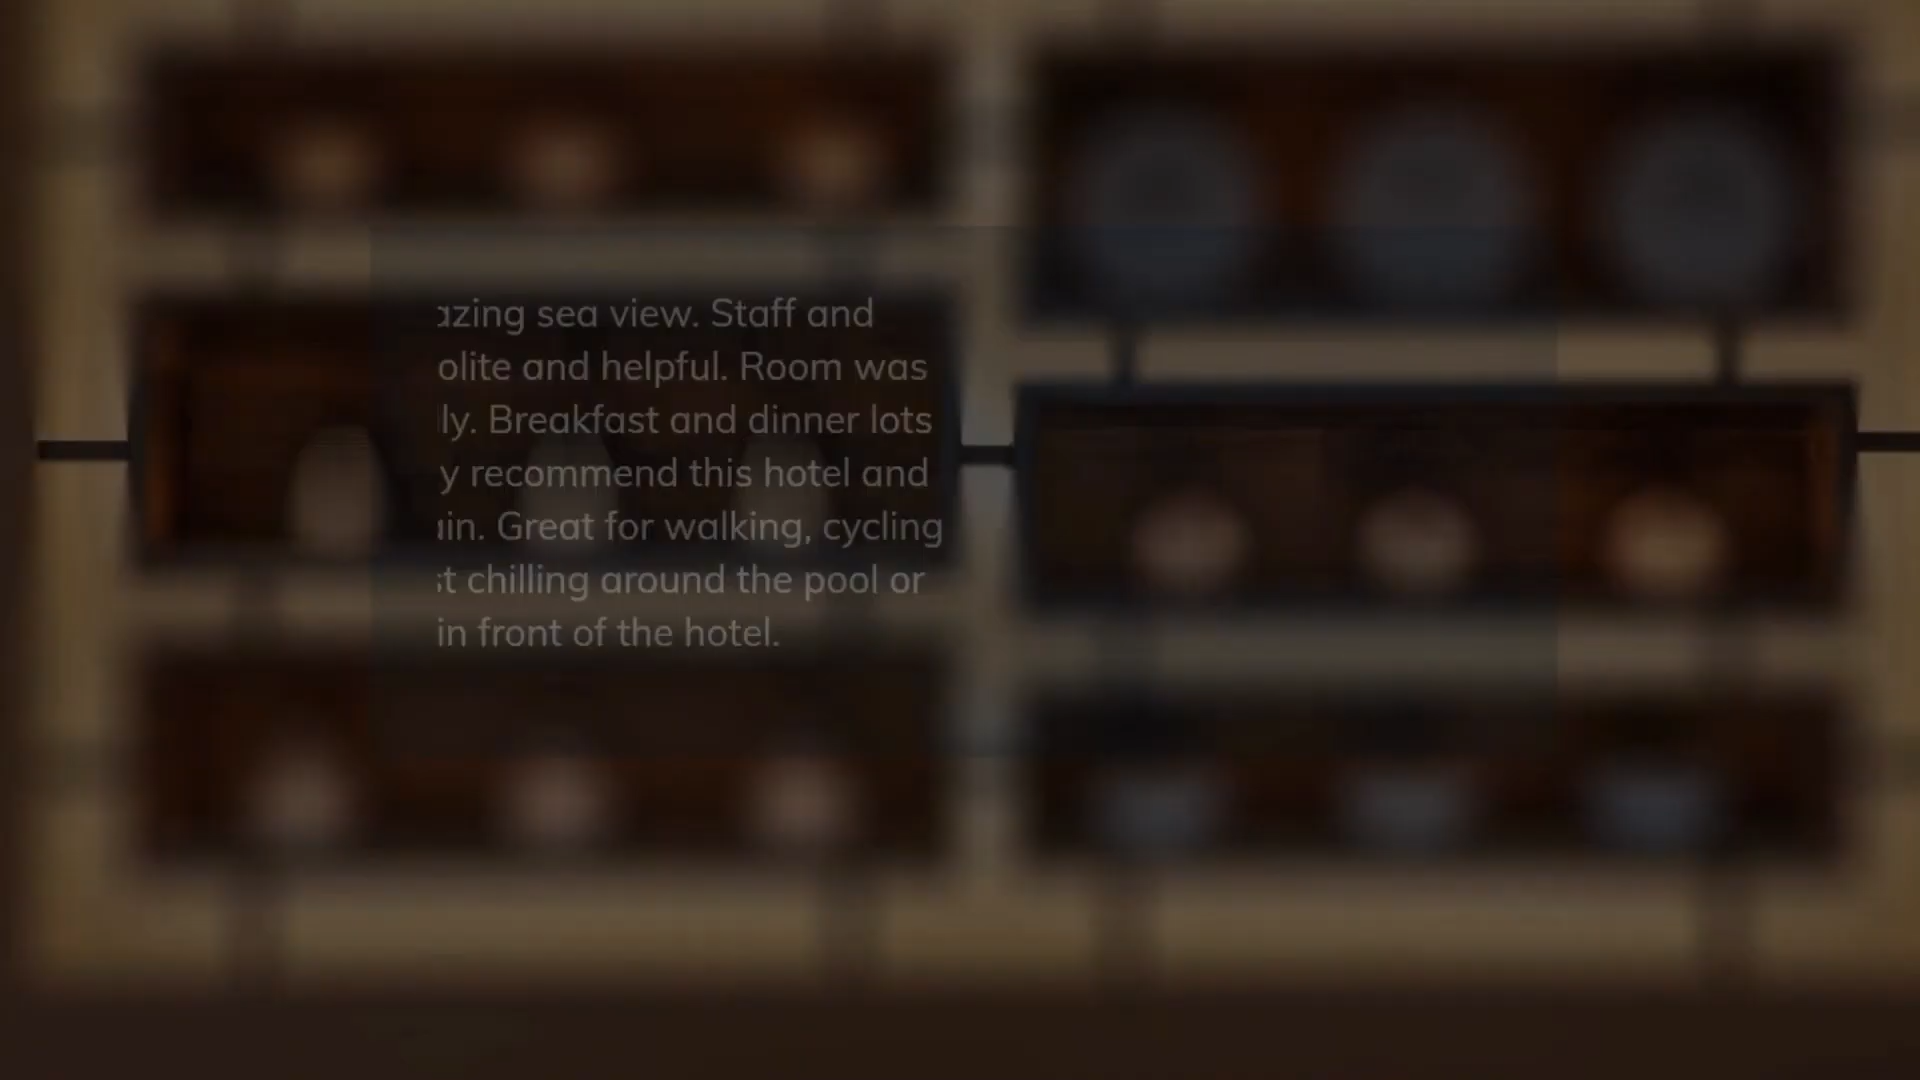 azing sea view. Staff and
olite and helpful. Room was
ly. Breakfast and dinner lots
y recommend this hotel and
in. Great for walking, cycling
t chilling around the pool or
in front of the hotel.